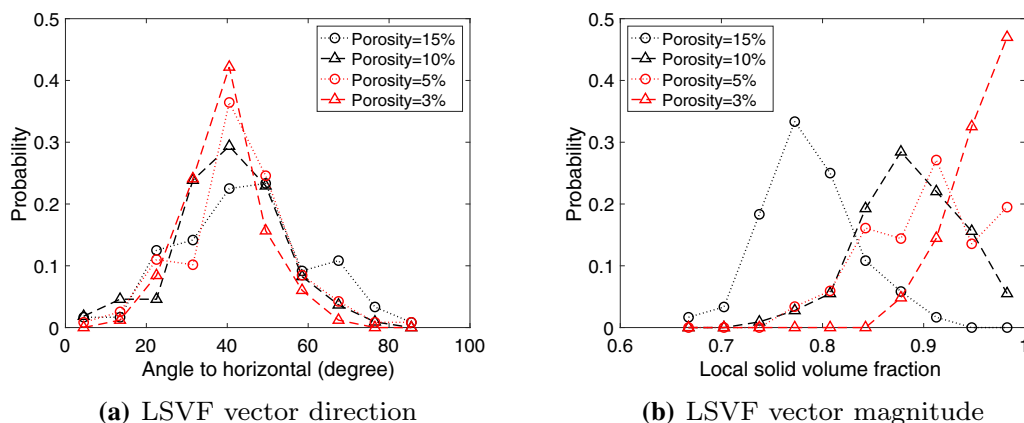 0.5
0.4
0.3
0.2
0.1
0
Probability
0 20 40 60 80 100
Angle to horizontal (degree)
Porosity=15%
Porosity=10%
Porosity=5%
Porosity=3%
(a) LSVF vector direction
0.5
0.4
0.3
0.2
0.1
0
Probability
0.6 0.7 0.8 0.9 1
Local solid volume fraction
Porosity=15%
Porosity=10%
Porosity=5%
Porosity=3%
(b) LSVF vector magnitude